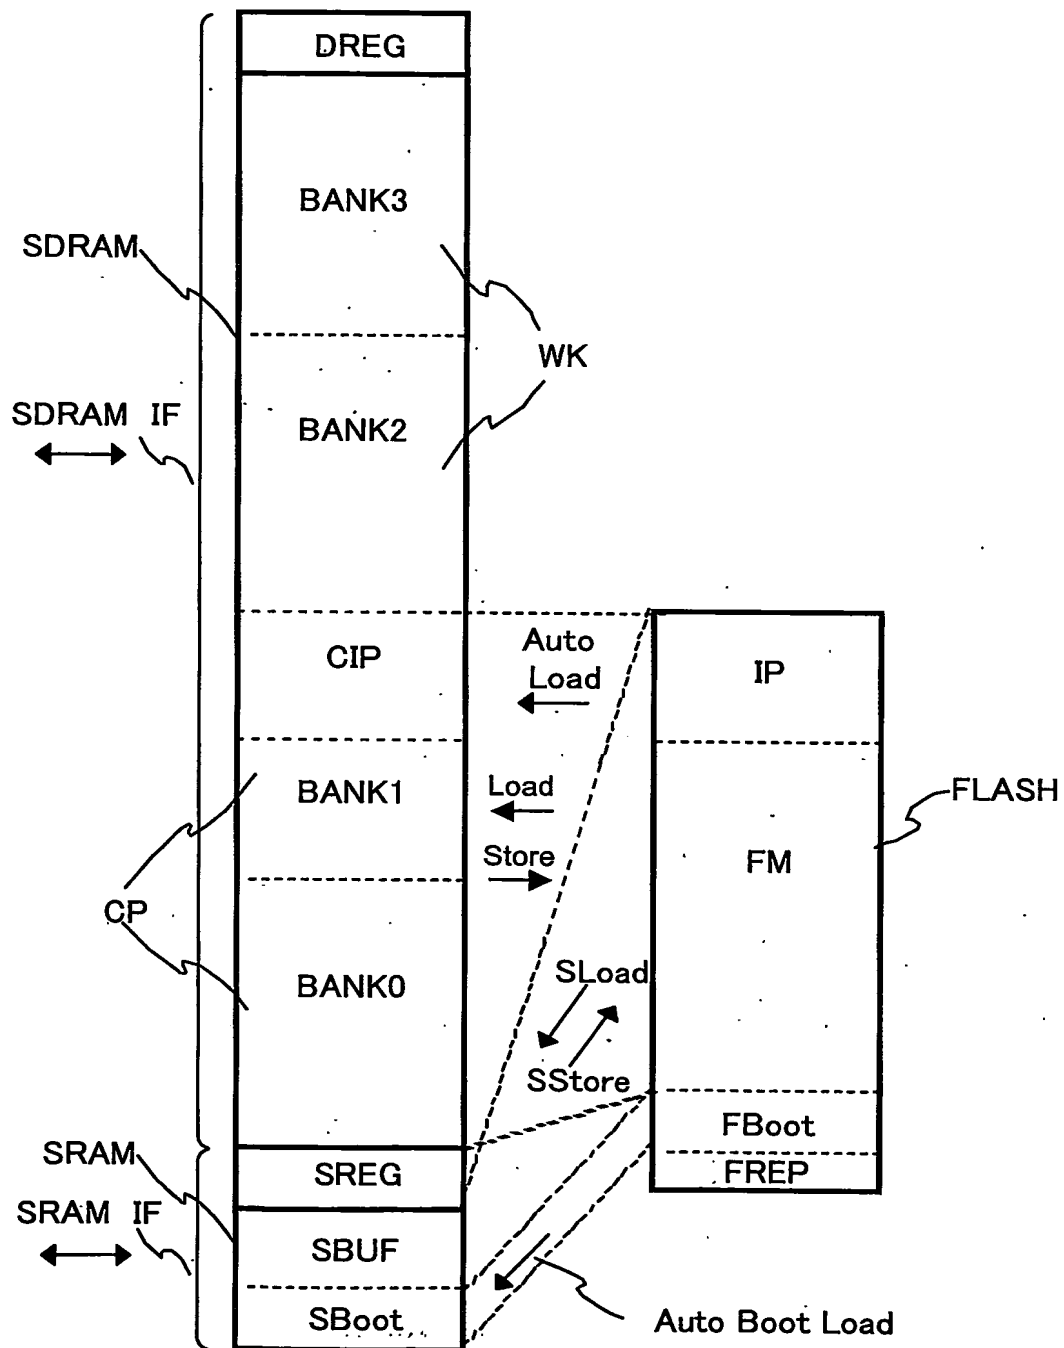 DREG
BANK3
SDRAM
WK
SDRAM IF
BANK2
CIP
Auto
Load
IP
BANK1
Load
FLASH
Store
FM
CP
BANK0
SLoad
SStore
FBoot
SRAM
SREG
FREP
SRAM IF
SBUF
SBoot
Auto Boot Load